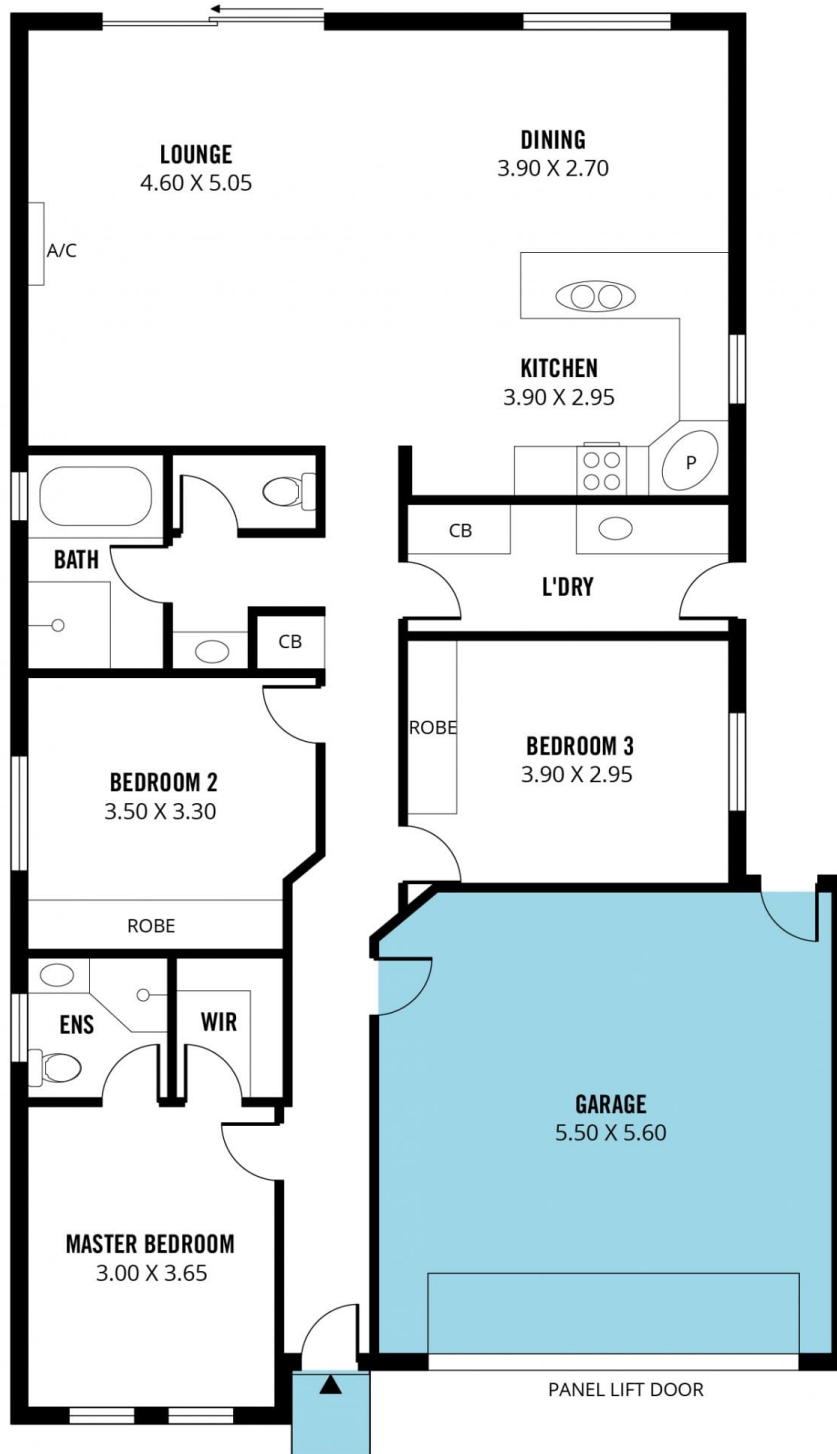 LOUNGE
4.60 X 5.05
DINING
3.90 X 2.70
A/C
KITCHEN
3.90 X 2.95
P
BATH
CB
L'DRY
CB
ROBE
BEDROOM 3
3.90 X 2.95
BEDROOM 2
3.50 X 3.30
ROBE
ENS
WIR
GARAGE
5.50 X 5.60
MASTER BEDROOM
3.00 X 3.65
PANEL LIFT DOOR